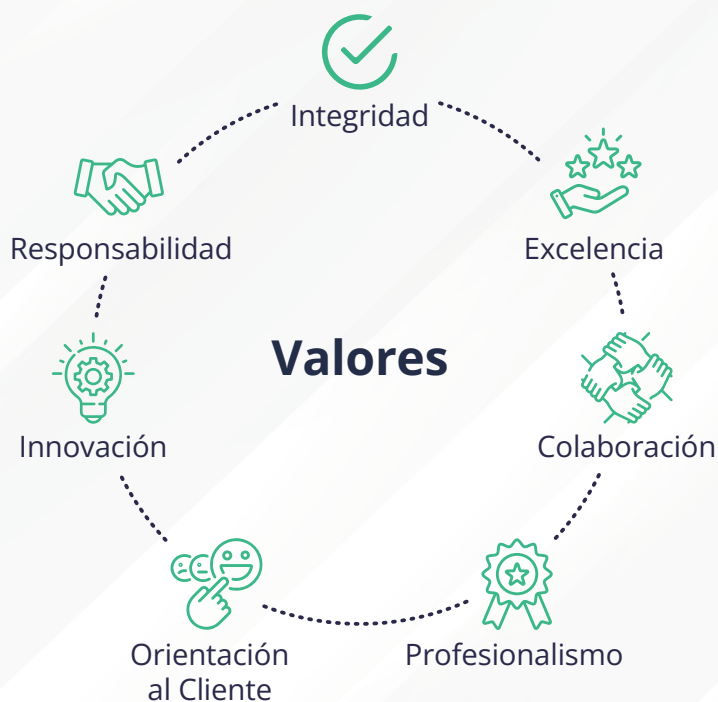 Integridad
Responsabilidad
Excelencia
Valores
Innovación
Colaboración
Orientación
al Cliente
Profesionalismo